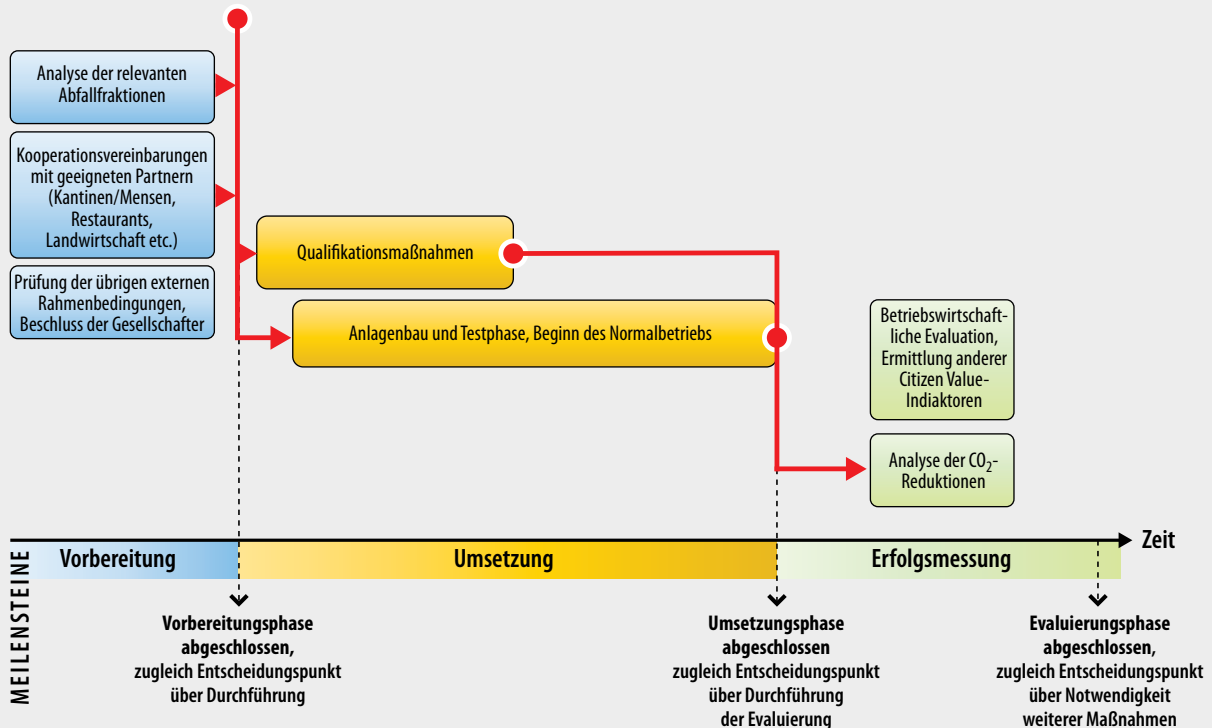 Analyse der relevanten
Abfallfraktionen
Kooperationsvereinbarungen
mit geeigneten Partnern
(Kantinen/Mensen,
Restaurants,
Landwirtschaft etc.)
Prüfung der übrigen externen
Rahmenbedingungen,
Beschluss der Gesellschafter
Qualifikationsmaßnahmen
Anlagenbau und Testphase, Beginn des Normalbetriebs
Betriebswirtschaft-
liche Evaluation,
Ermittlung anderer
Citizen Value-
Indiaktoren
Analyse der CO₂-
Reduktionen
Zeit
Vorbereitung
Umsetzung
Erfolgsmessung
MEILENSTEINE
Vorbereitungsphase
abgeschlossen,
zugleich Entscheidungspunkt
über Durchführung
Umsetzungsphase
abgeschlossen
zugleich Entscheidungspunkt
über Durchführung
der Evaluierung
Evaluierungsphase
abgeschlossen,
zugleich Entscheidungspunkt
über Notwendigkeit
weiterer Maßnahmen